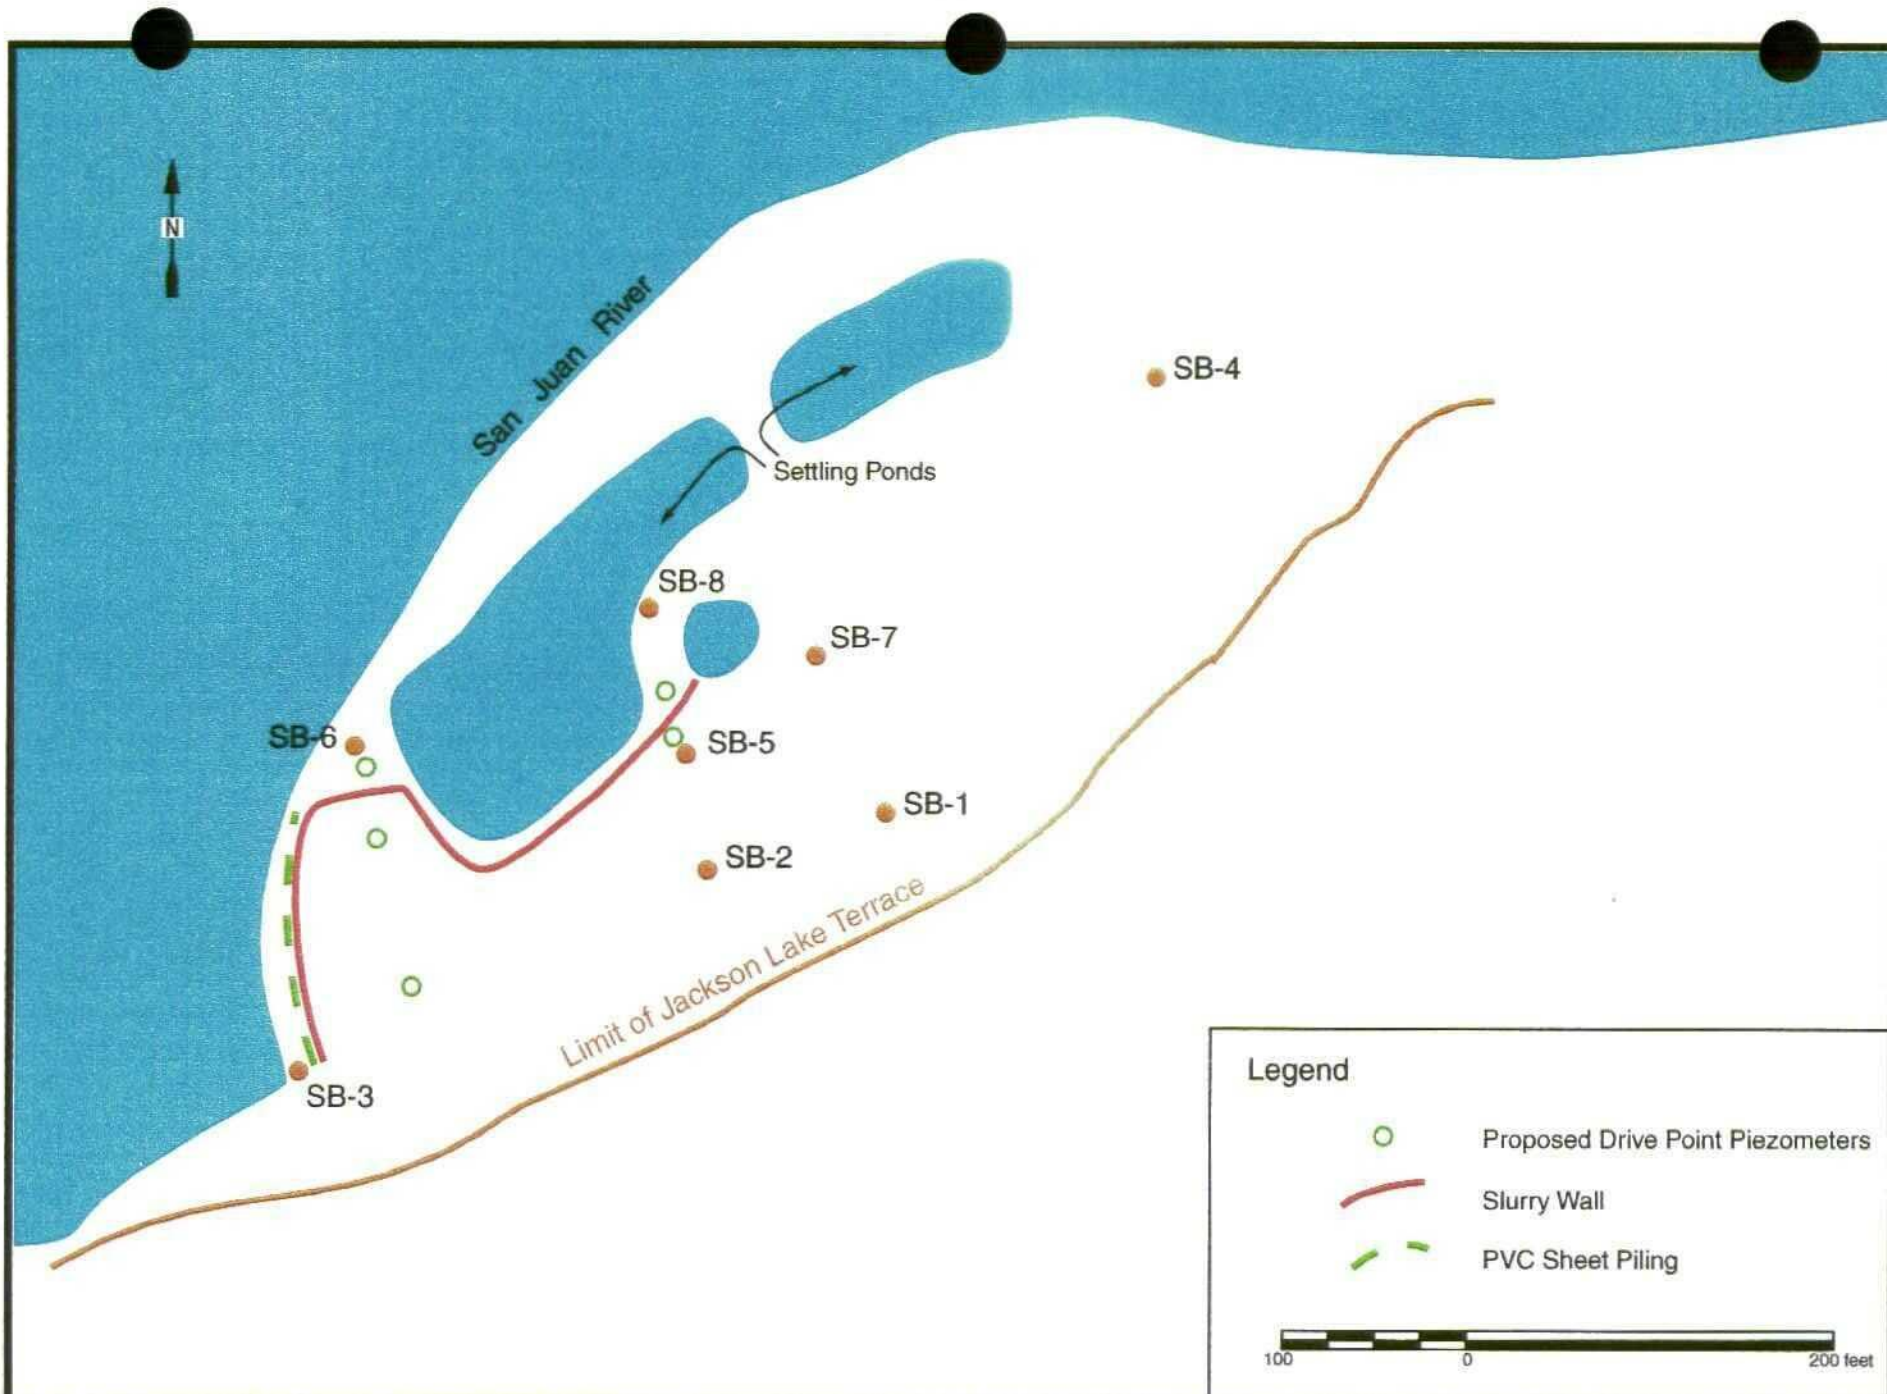 N
San Juan River
SB-4
Settling Ponds
SB-8
SB-7
SB-6
SB-5
SB-1
SB-2
Limit of Jackson Lake Terrace
SB-3
Legend
Proposed Drive Point Piezometers
Slurry Wall
PVC Sheet Piling
100 0 200 feet